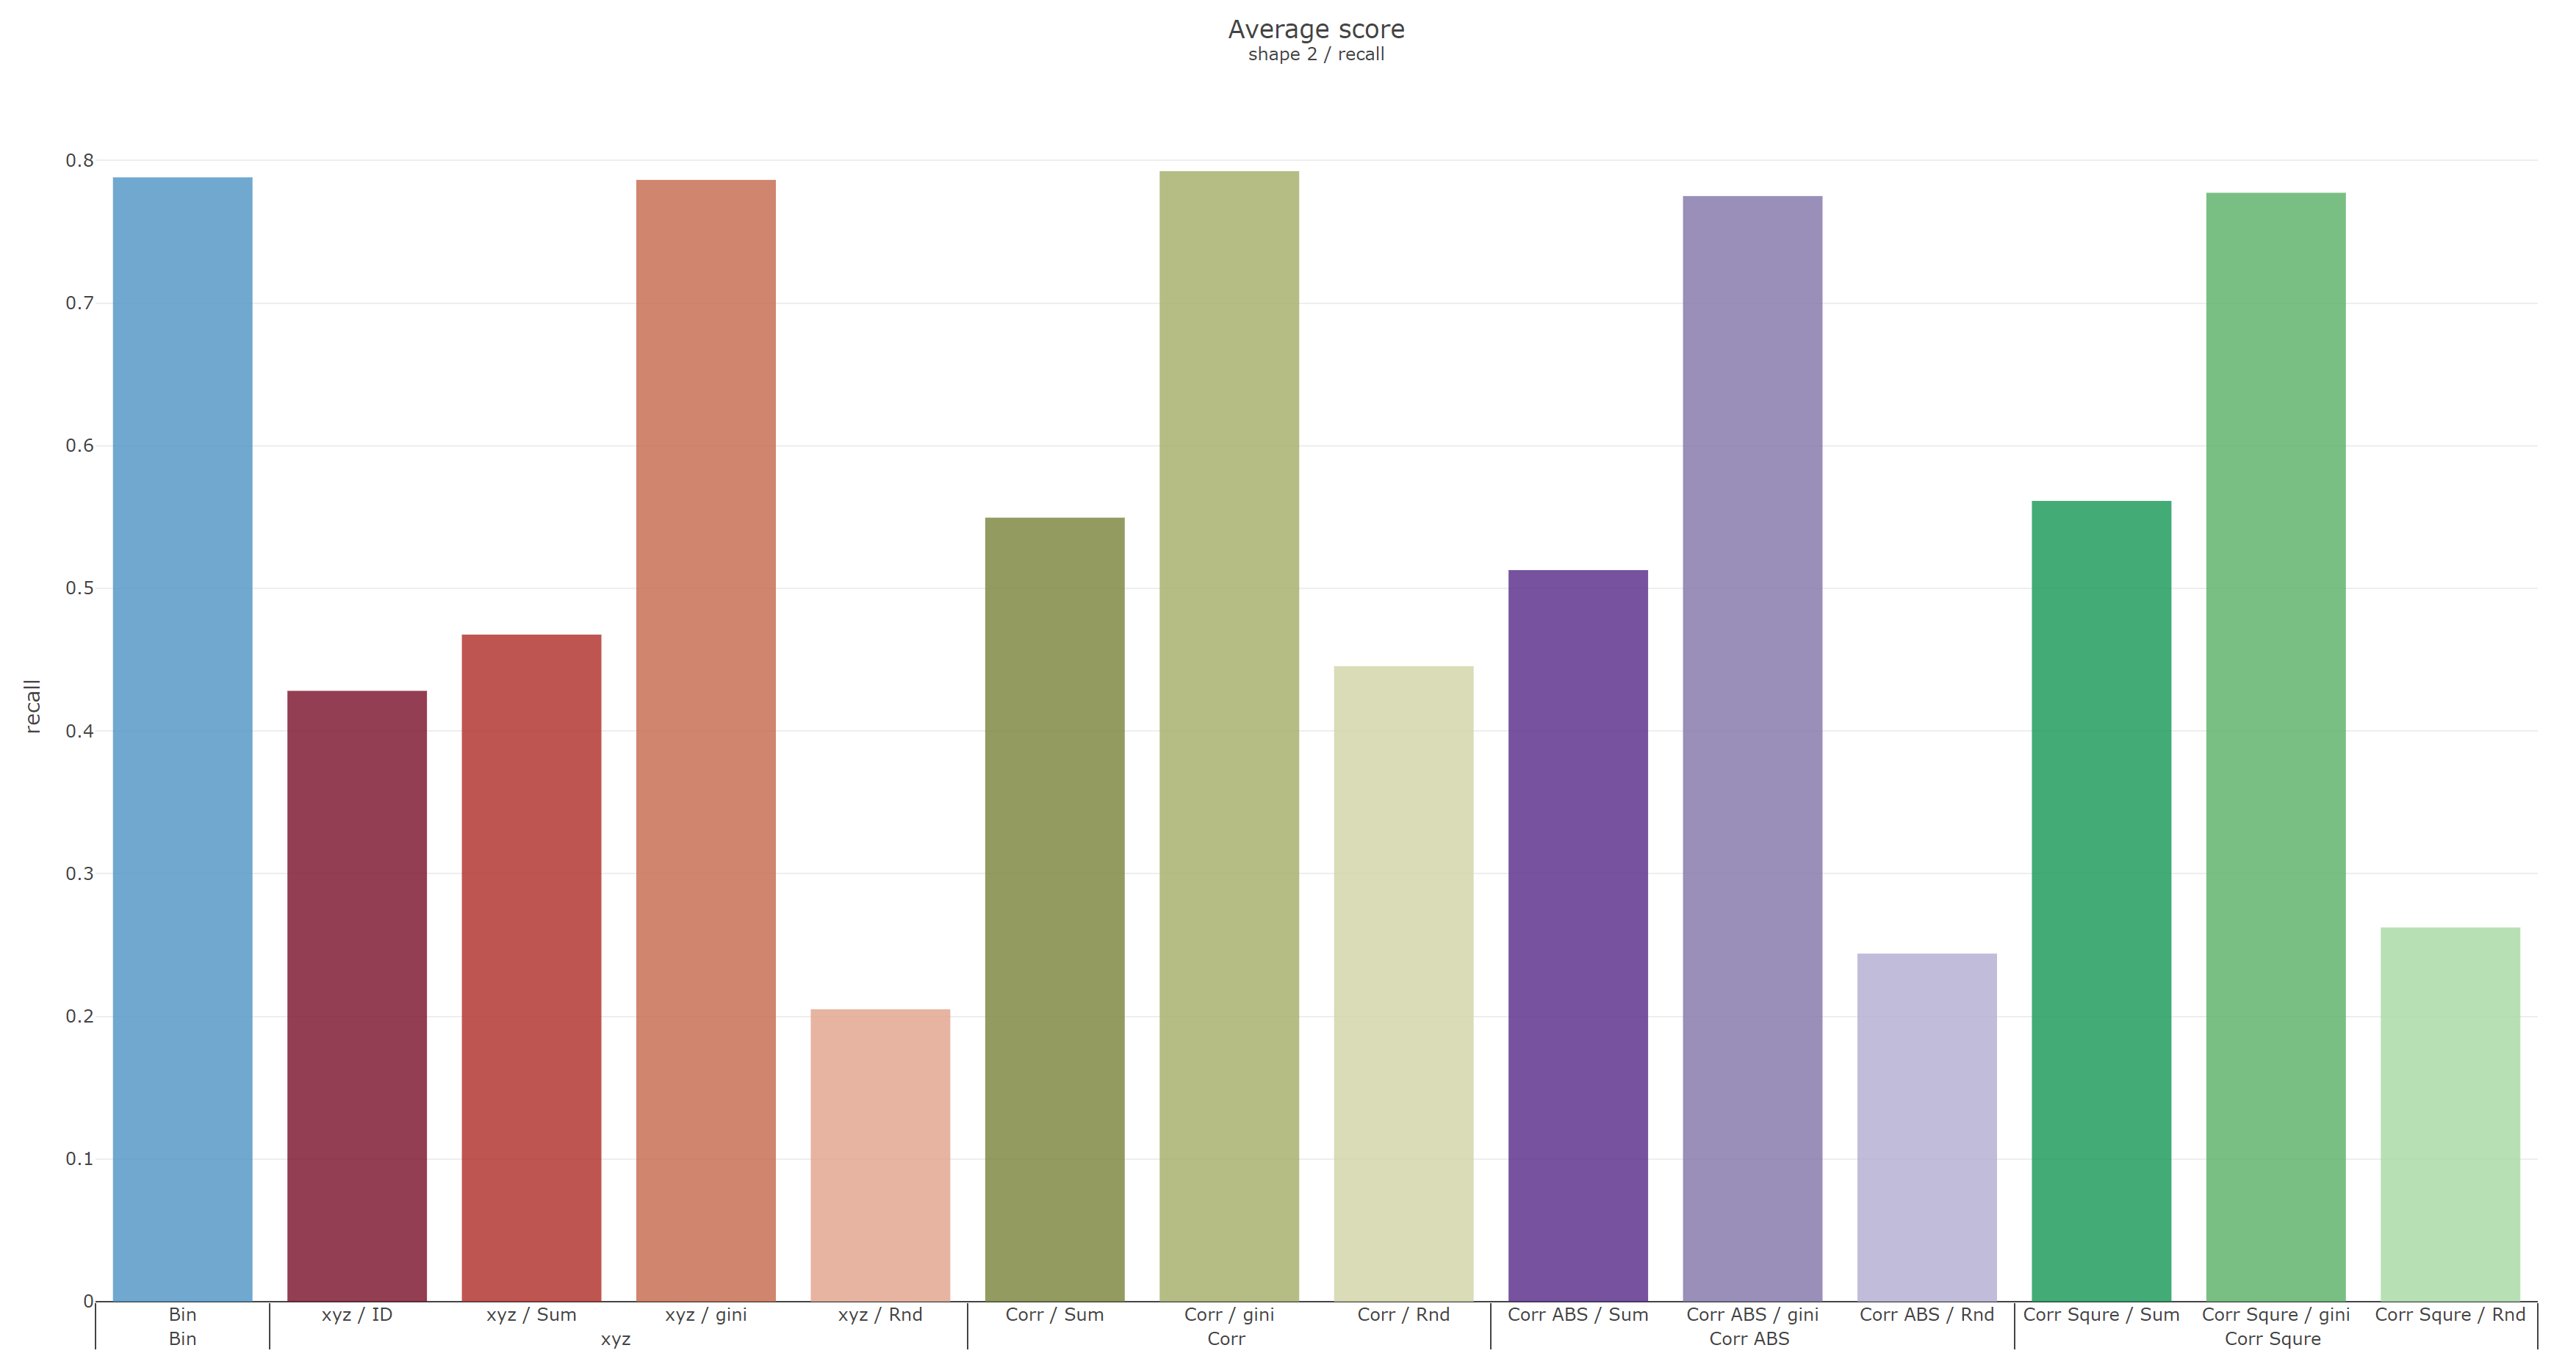 Average score
shape 2 / recall
0.8
0.7
0.6
0.5
0.4
0.3
0.2
0.1
0
recall
Bin
xyz / ID
xyz / Sum
xyz / gini
xyz / Rnd
Corr / Sum
Corr / gini
Corr / Rnd
Corr ABS / Sum
Corr ABS / gini
Corr ABS / Rnd
Corr Squre / Sum
Corr Squre / gini
Corr Squre / Rnd
Bin
xyz
Corr
Corr ABS
Corr Squre